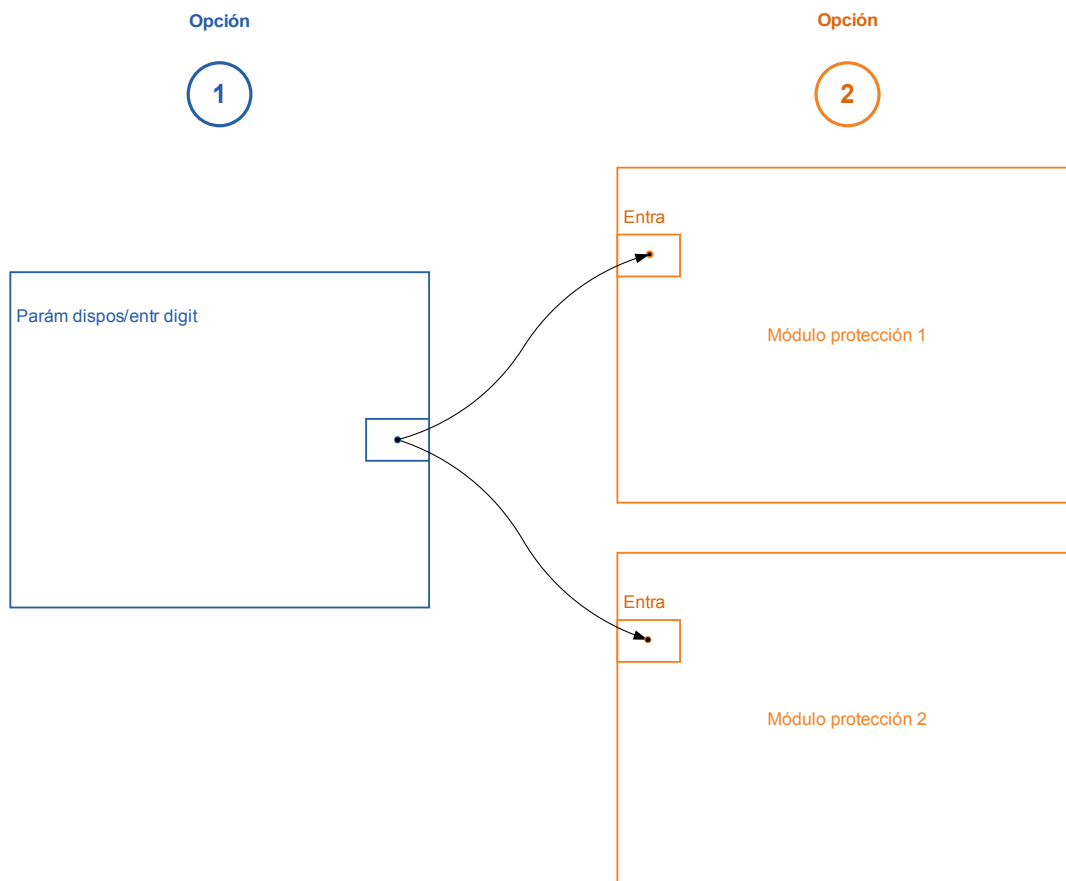 Opción
1
Opción
2
Parám dispos/entr digit
Entra
Módulo protección 1
Entra
Módulo protección 2